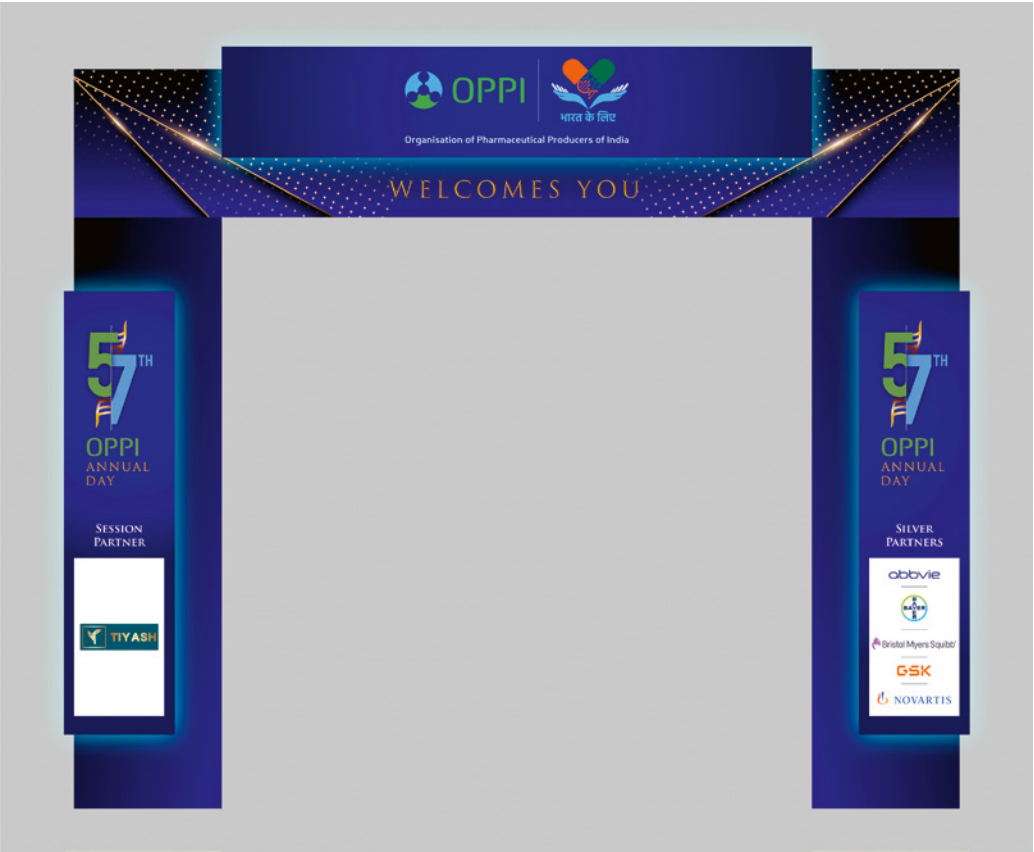 OPPI
भारत के लिए
Organisation of Pharmaceutical Producers of India
WELCOMES YOU
57TH
OPPI
ANNUAL
DAY
SESSION
PARTNER
TIYASH
57TH
OPPI
ANNUAL
DAY
SILVER
PARTNERS
abbvie
BAYER
BAYER
Bristol Myers Squibb
GSK
NOVARTIS